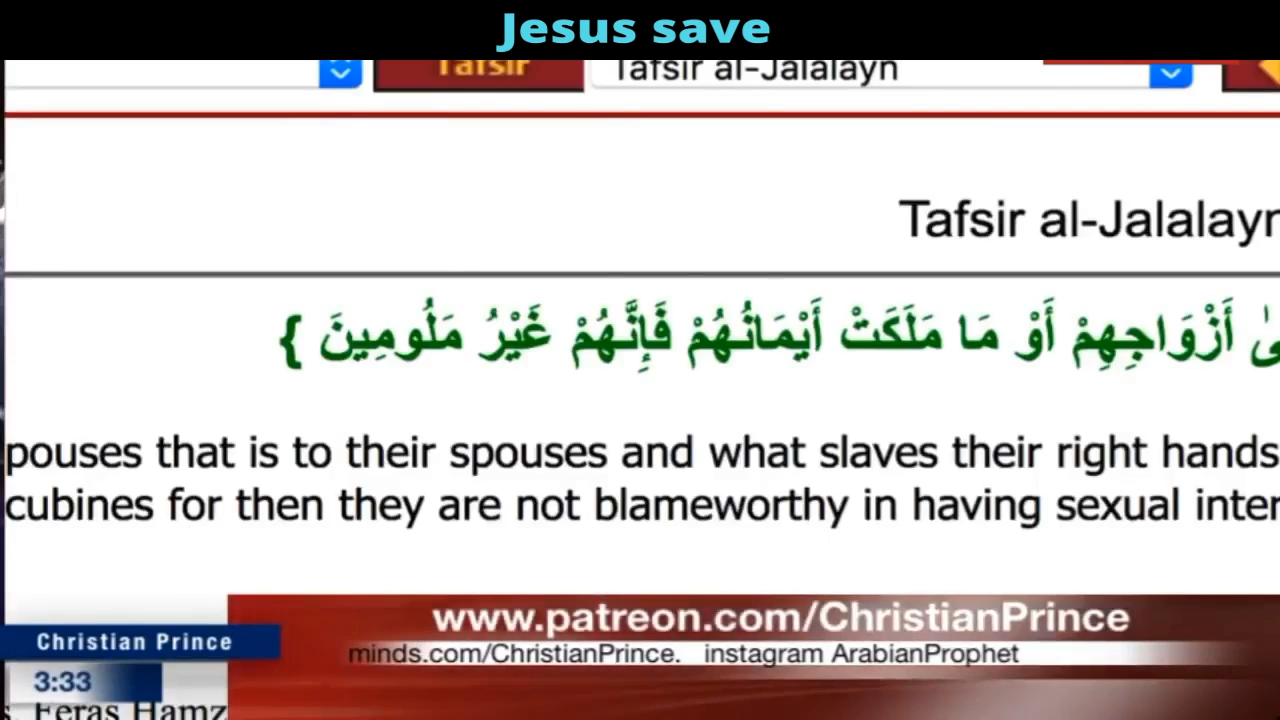 Jesus save
Tafsir
Tafsir al-Jalalayn
Tafsir al-Jalalayn
أَزْوَاجِهِمْ أَوْ مَا مَلَكَتْ أَيْمَانُهُمْ فَإِنَّهُمْ غَيْرُ مَلُومِينَ }
pouses that is to their spouses and what slaves their right hands
cubines for then they are not blameworthy in having sexual inter
www.patreon.com/ChristianPrince
Christian Prince
minds.com/ChristianPrince. instagram ArabianProphet
3:33
Feras Hamz